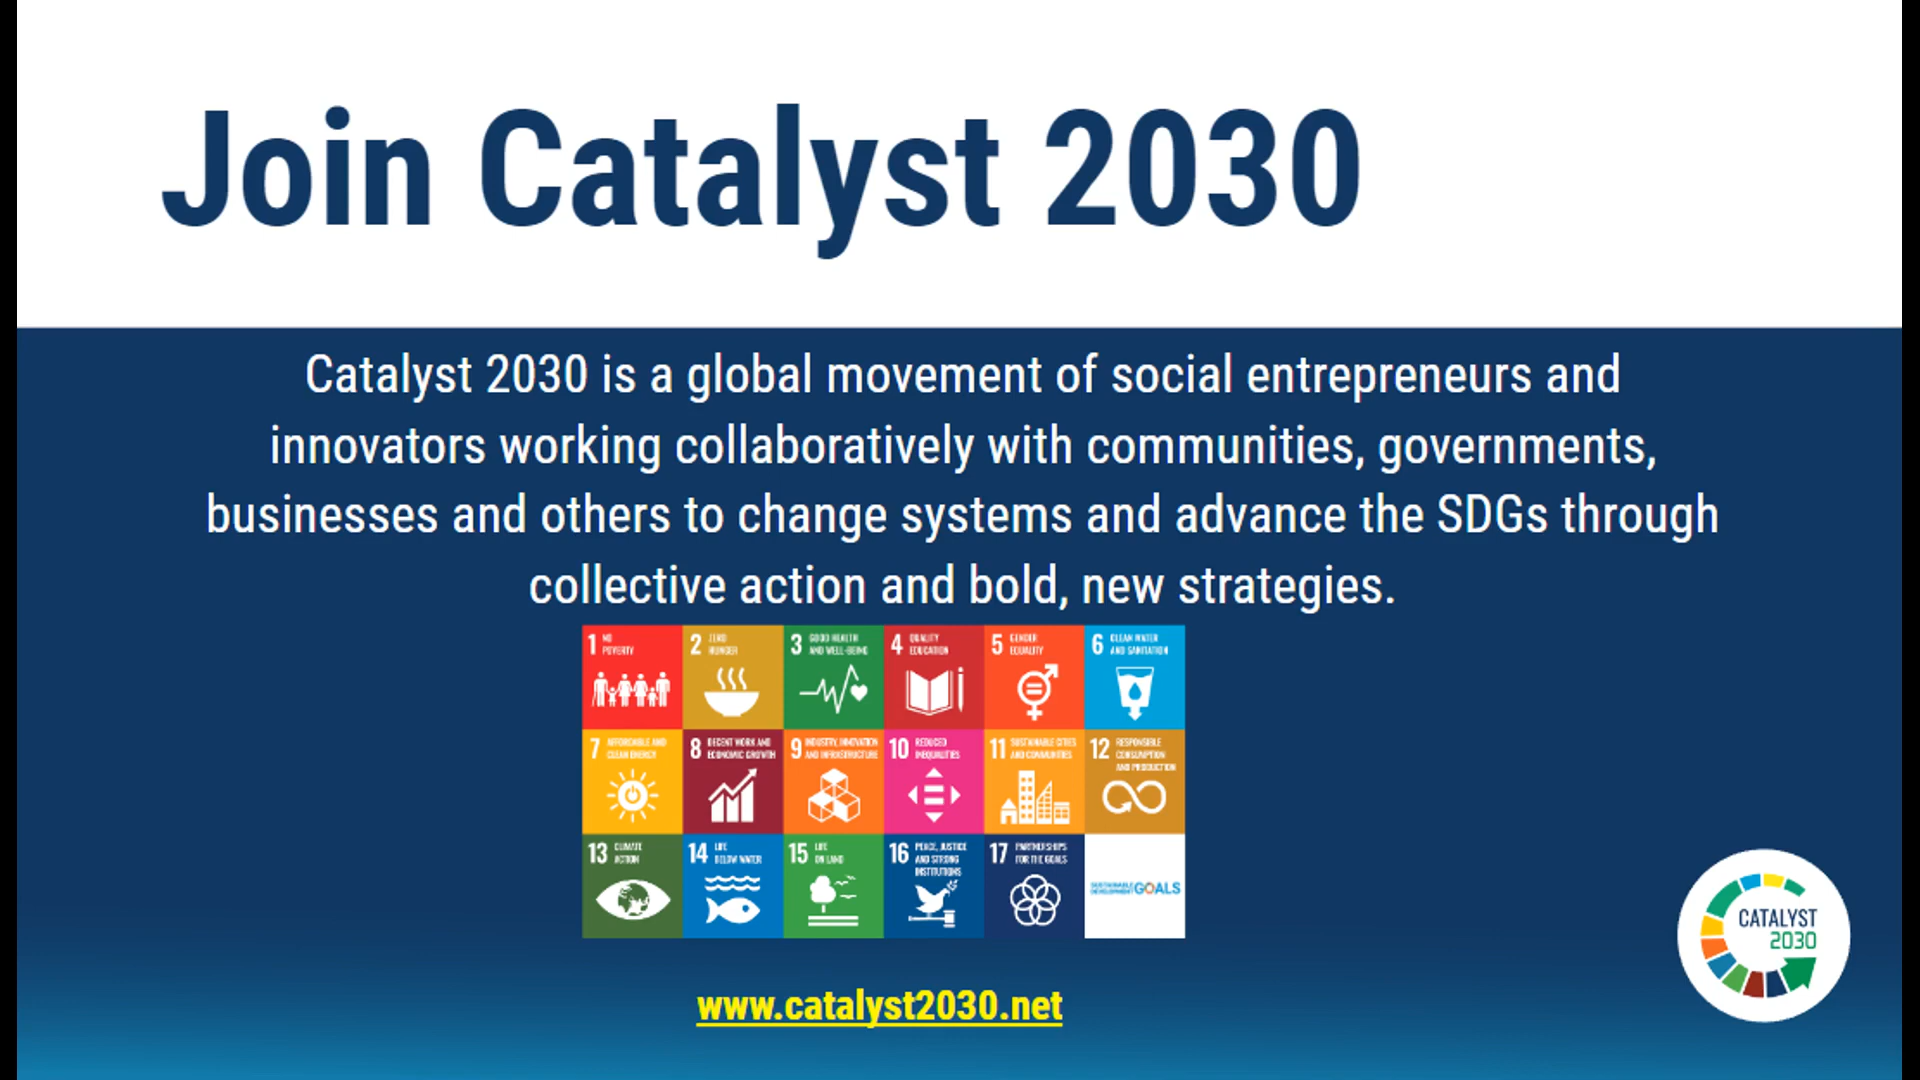 Join Catalyst 2030
Catalyst 2030 is a global movement of social entrepreneurs and
innovators working collaboratively with communities, governments,
businesses and others to change systems and advance the SDGs through
collective action and bold, new strategies.
1 NO
POVERTY
2 ZERO
HUNGER
3 GOOD HEALTH
AND WELL-BEING
4 QUALITY
EDUCATION
5 GENDER
EQUALITY
6 CLEAN WATER
AND SANITATION
7 AFFORDABLE AND
CLEAN ENERGY
8 DECENT WORK AND
ECONOMIC GROWTH
9 INDUSTRY, INNOVATION
AND INFRASTRUCTURE
10 REDUCED
INEQUALITIES
11 SUSTAINABLE CITIES
AND COMMUNITIES
12 RESPONSIBLE
CONSUMPTION
AND PRODUCTION
13 CLIMATE
ACTION
14 LIFE
BELOW WATER
15 LIFE
ON LAND
16 PEACE, JUSTICE
AND STRONG
INSTITUTIONS
17 PARTNERSHIPS
FOR THE GOALS
SUSTAINABLE
DEVELOPMENT GOALS
CATALYST
2030
www.catalyst2030.net